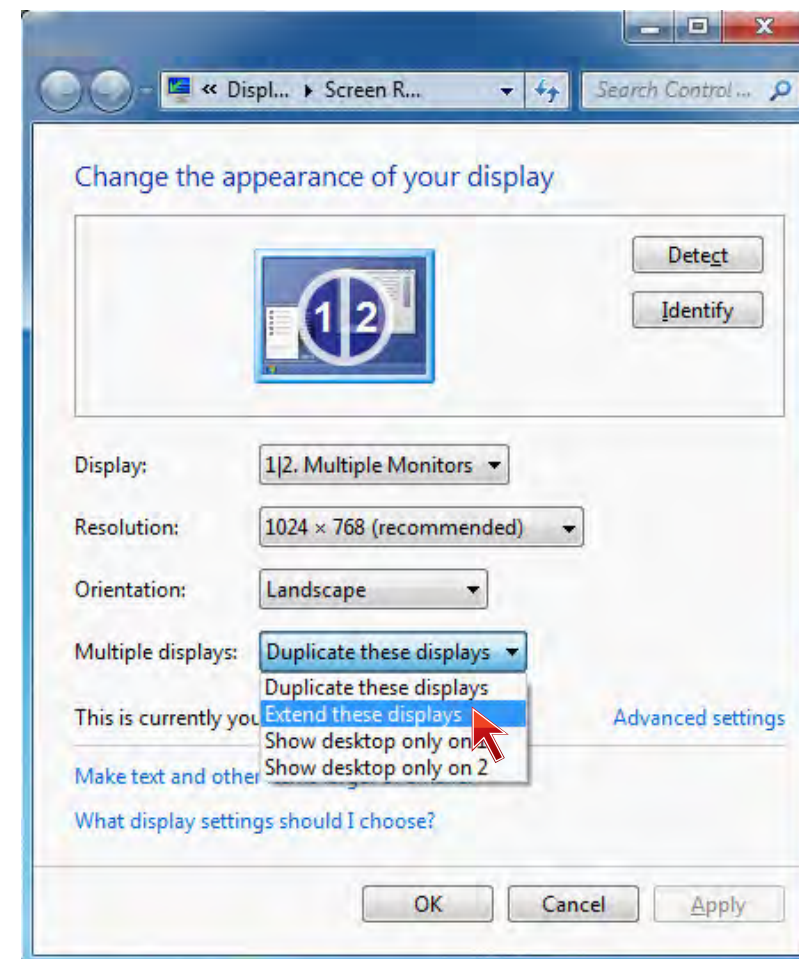 « Displ... ▸ Screen R...
Search Control ...
Change the appearance of your display
1 2
Detect
Identify
Display: 1|2. Multiple Monitors
Resolution: 1024 × 768 (recommended)
Orientation: Landscape
Multiple displays: Duplicate these displays
Duplicate these displays
This is currently you Extend these displays Advanced settings
Show desktop only on
Make text and other Show desktop only on 2
What display settings should I choose?
OK Cancel Apply